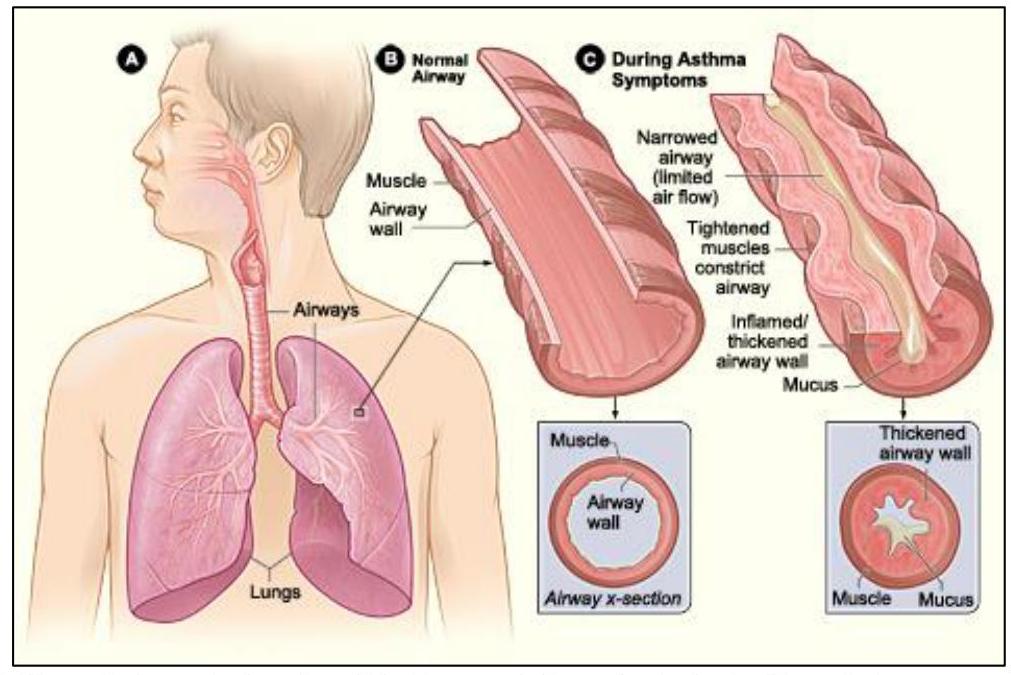 A
B Normal
Airway
C During Asthma
Symptoms
Muscle
Airway
wall
Airways
Lungs
Narrowed
airway
(limited
air flow)
Tightened
muscles
constrict
airway
Inflamed/
thickened
airway wall
Mucus
Muscle
Airway
wall
Airway x-section
Thickened
airway wall
Muscle Mucus